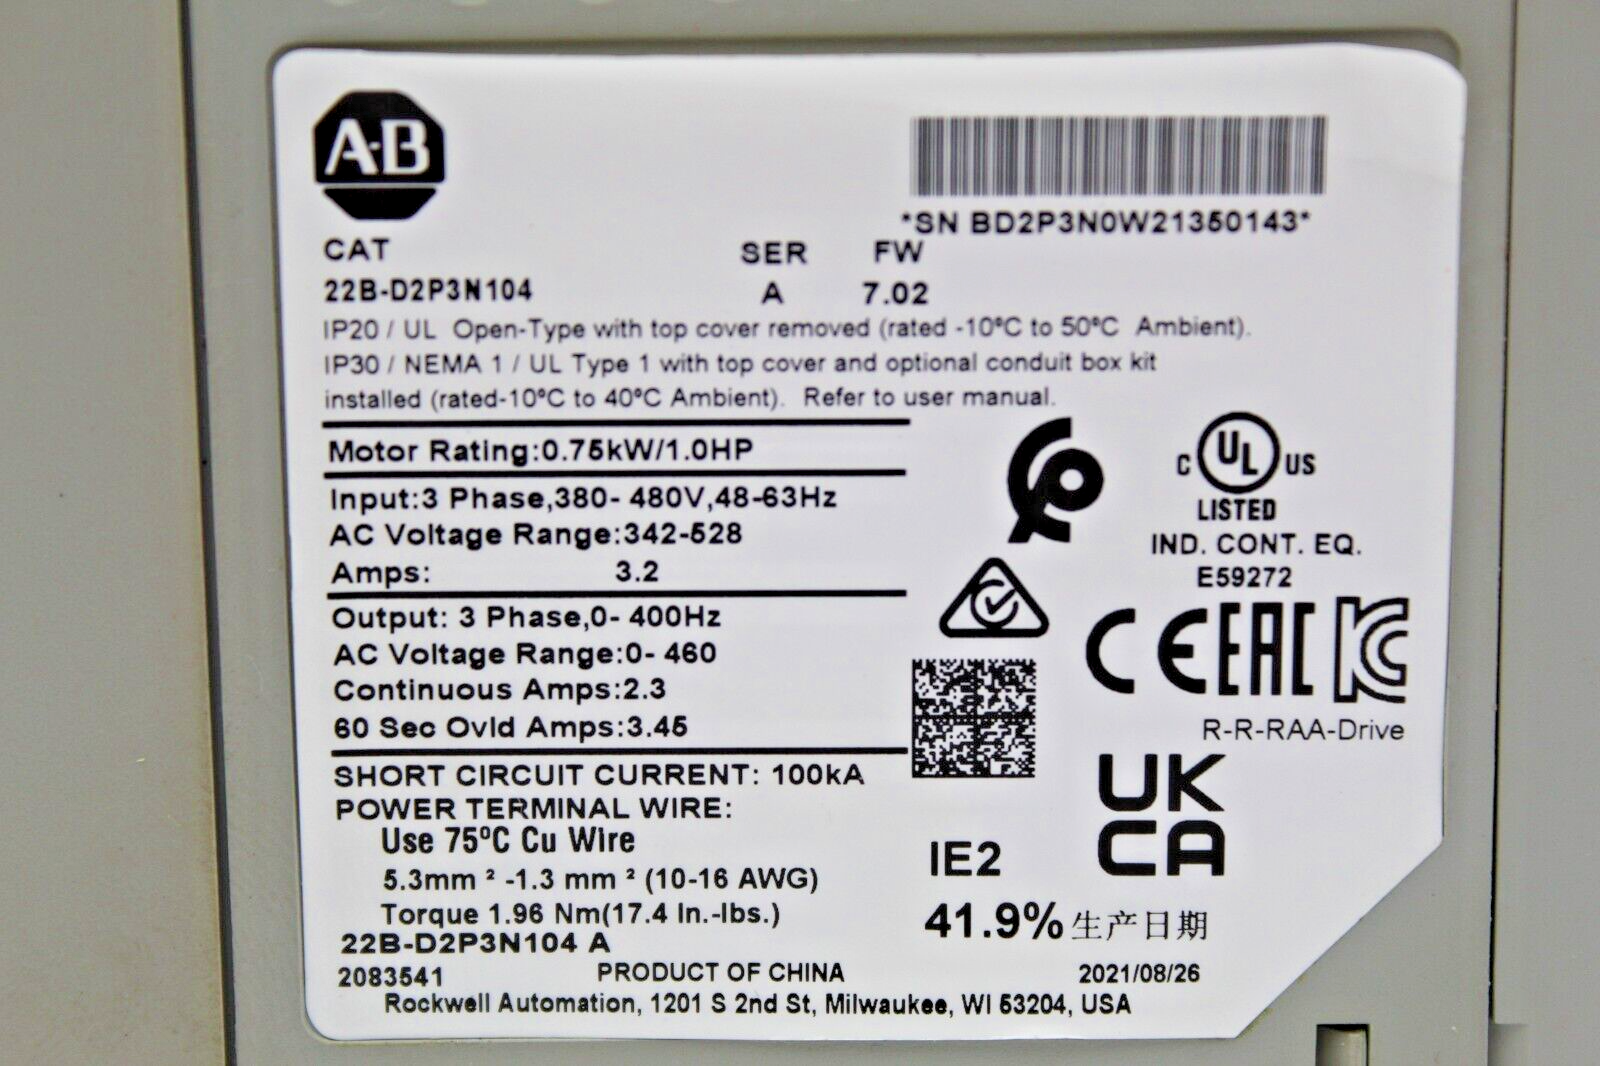 A-B
*SN BD2P3N0W21350143*
CAT SER FW
22B-D2P3N104 A 7.02
IP20 / UL Open-Type with top cover removed (rated -10ºC to 50ºC Ambient).
IP30 / NEMA 1 / UL Type 1 with top cover and optional conduit box kit
installed (rated-10ºC to 40ºC Ambient). Refer to user manual.
Motor Rating:0.75kW/1.0HP
Input:3 Phase,380- 480V,48-63Hz
AC Voltage Range:342-528
Amps: 3.2
Output: 3 Phase,0- 400Hz
AC Voltage Range:0- 460
Continuous Amps:2.3
60 Sec Ovld Amps:3.45
SHORT CIRCUIT CURRENT: 100kA
POWER TERMINAL WIRE:
Use 75ºC Cu Wire
5.3mm ² -1.3 mm ² (10-16 AWG)
Torque 1.96 Nm(17.4 In.-lbs.)
22B-D2P3N104 A
2083541 PRODUCT OF CHINA 2021/08/26
Rockwell Automation, 1201 S 2nd St, Milwaukee, WI 53204, USA
C UL US
LISTED
IND. CONT. EQ.
E59272
CE EAC KC
R-R-RAA-Drive
UK
CA
IE2
41.9% 生产日期